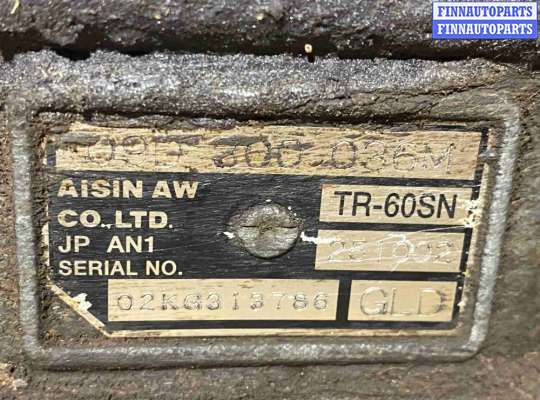 FINNAUTOPARTS
FINNAUTOPARTS
09D 300 036M
AISIN AW
CO.,LTD.
TR-60SN
JP AN1
SERIAL NO.
02KG313786
GLD